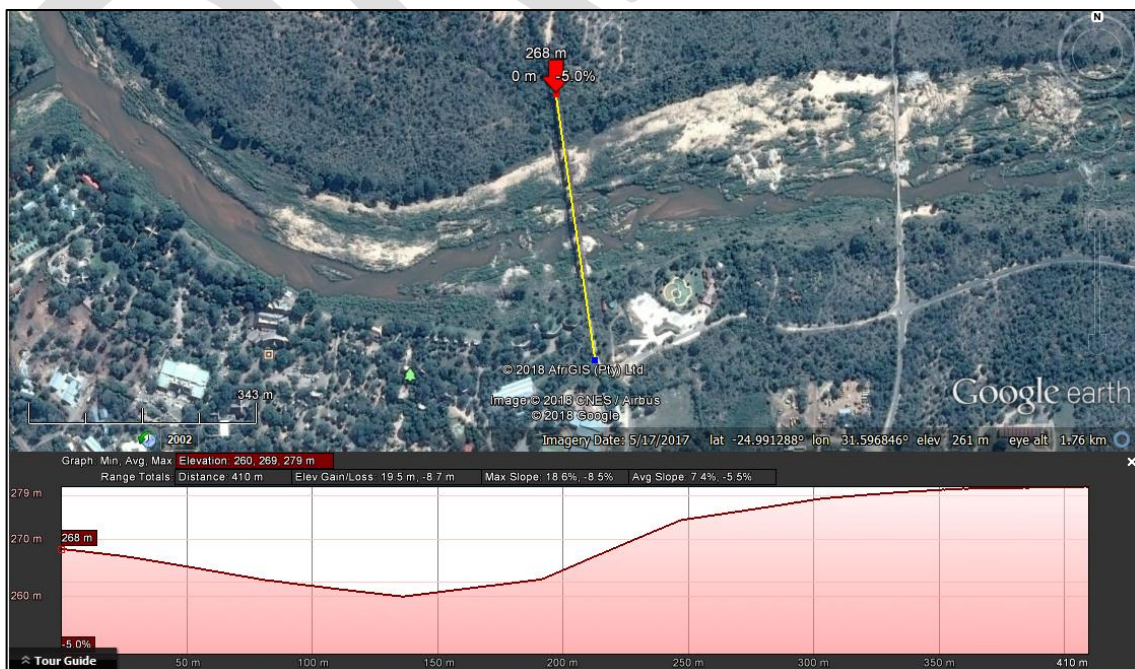 N
268 m
0 m -5.0%
© 2018 AfriGIS (Pty) Ltd
343 m
Image © 2018 CNES / Airbus
© 2018 Google
Google earth
2002
Imagery Date: 5/17/2017 lat -24.991288° lon 31.596846° elev 261 m eye alt 1.76 km
Graph: Min, Avg, Max Elevation: 260, 269, 279 m
Range Totals: Distance: 410 m Elev Gain/Loss: 19.5 m, -8.7 m Max Slope: 18.6%, -8.5% Avg Slope: 7.4%, -5.5%
279 m
268 m
270 m
260 m
-5.0%
Tour Guide 50 m 100 m 150 m 200 m 250 m 300 m 350 m 410 m